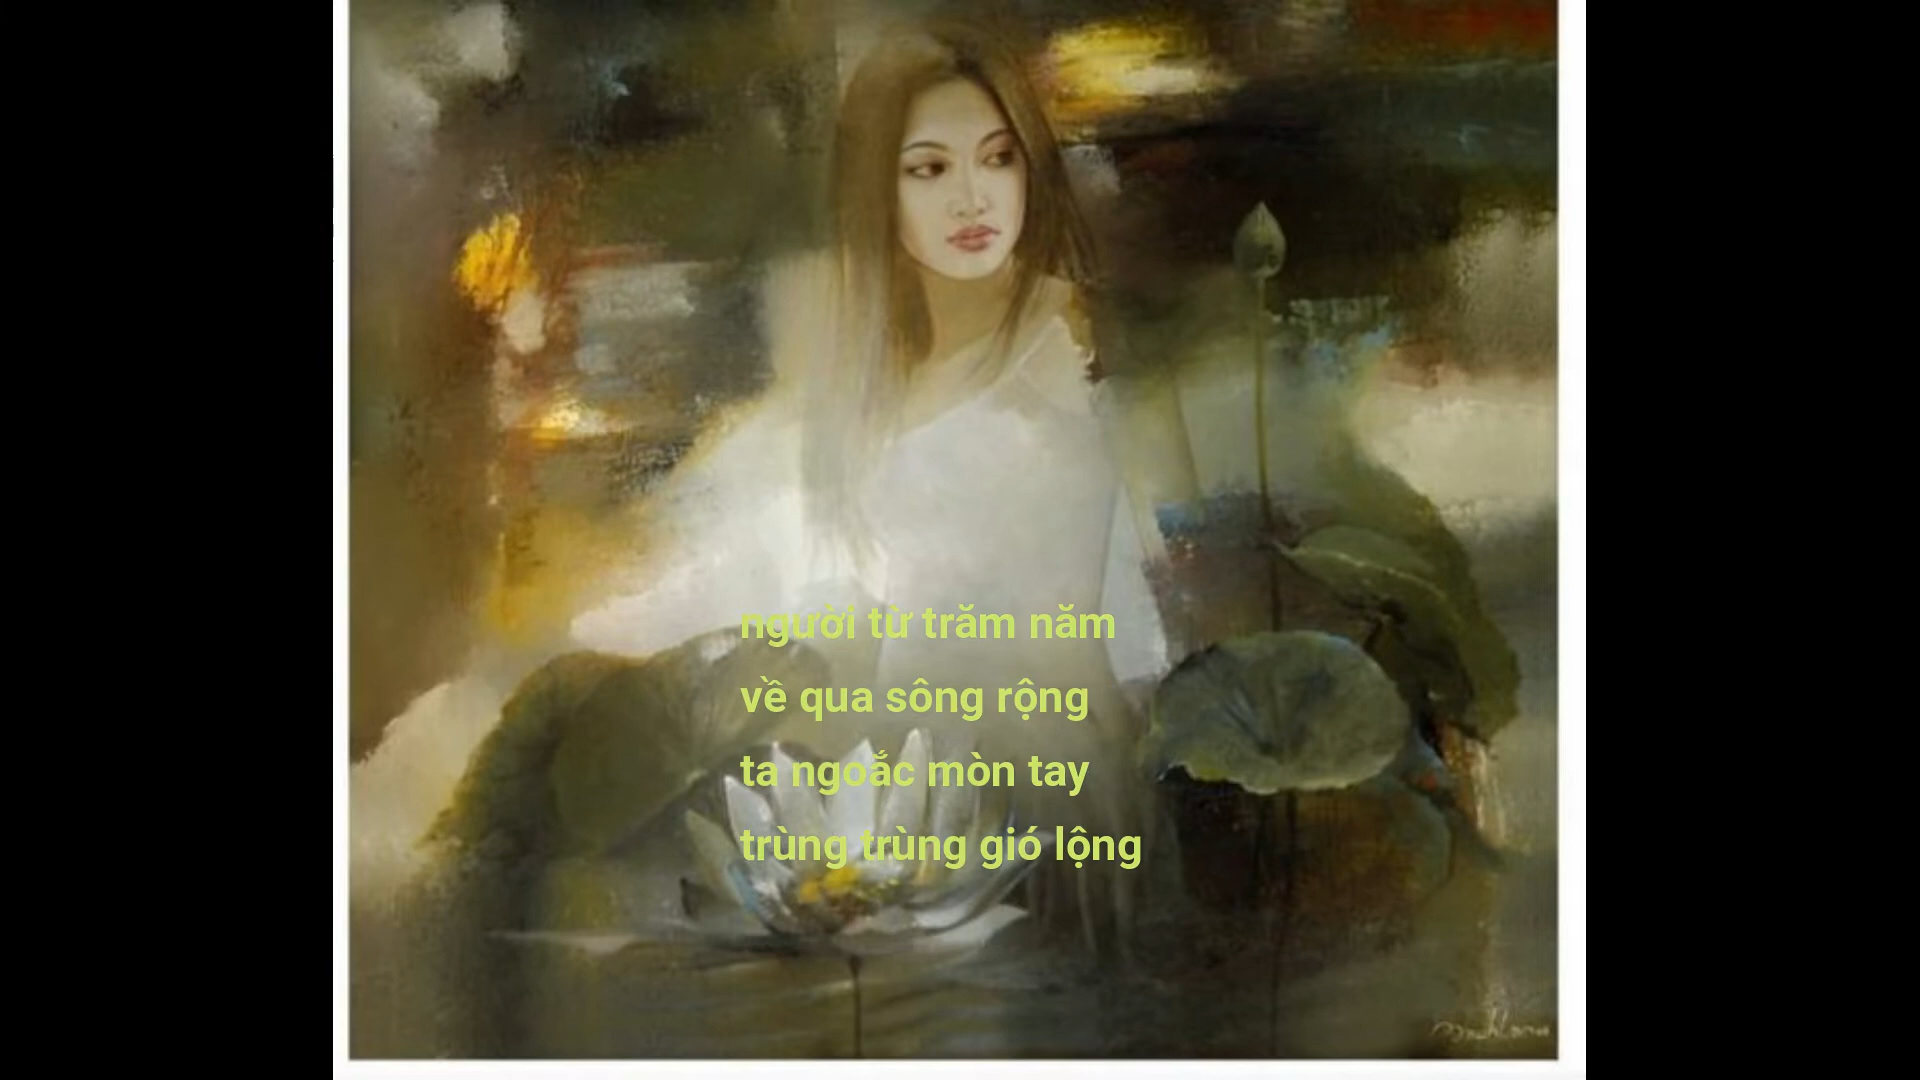 người từ trăm năm
về qua sông rộng
ta ngoắc mòn tay
trùng trùng gió lộng